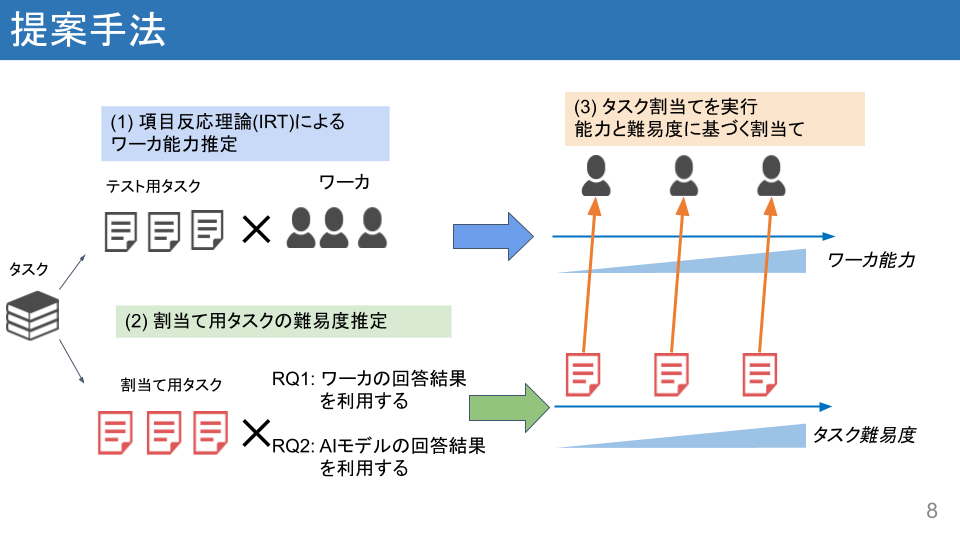 提案手法
(1) 項目反応理論(IRT)による
ワーカ能力推定
テスト用タスク
ワーカ
タスク
(2) 割当て用タスクの難易度推定
割当て用タスク
RQ1: ワーカの回答結果
を利用する
RQ2: AIモデルの回答結果
を利用する
(3) タスク割当てを実行
能力と難易度に基づく割当て
ワーカ能力
タスク難易度
8